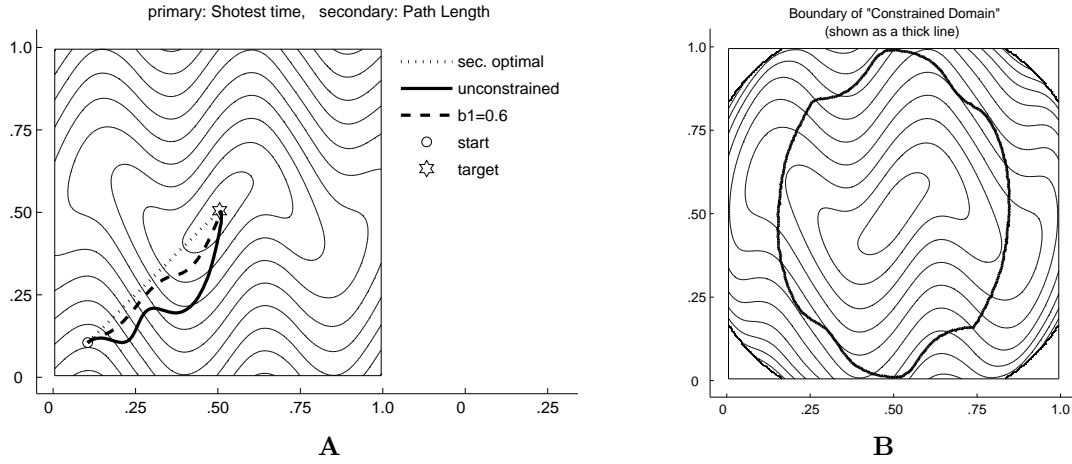 primary: Shotest time, secondary: Path Length
1.0
.75
.50
.25
0
0 .25 .50 .75 1.0 0 .25
sec. optimal
unconstrained
b1=0.6
start
target
A
Boundary of "Constrained Domain"
(shown as a thick line)
1.0
.75
.50
.25
0
0 .25 .50 .75 1.0
B